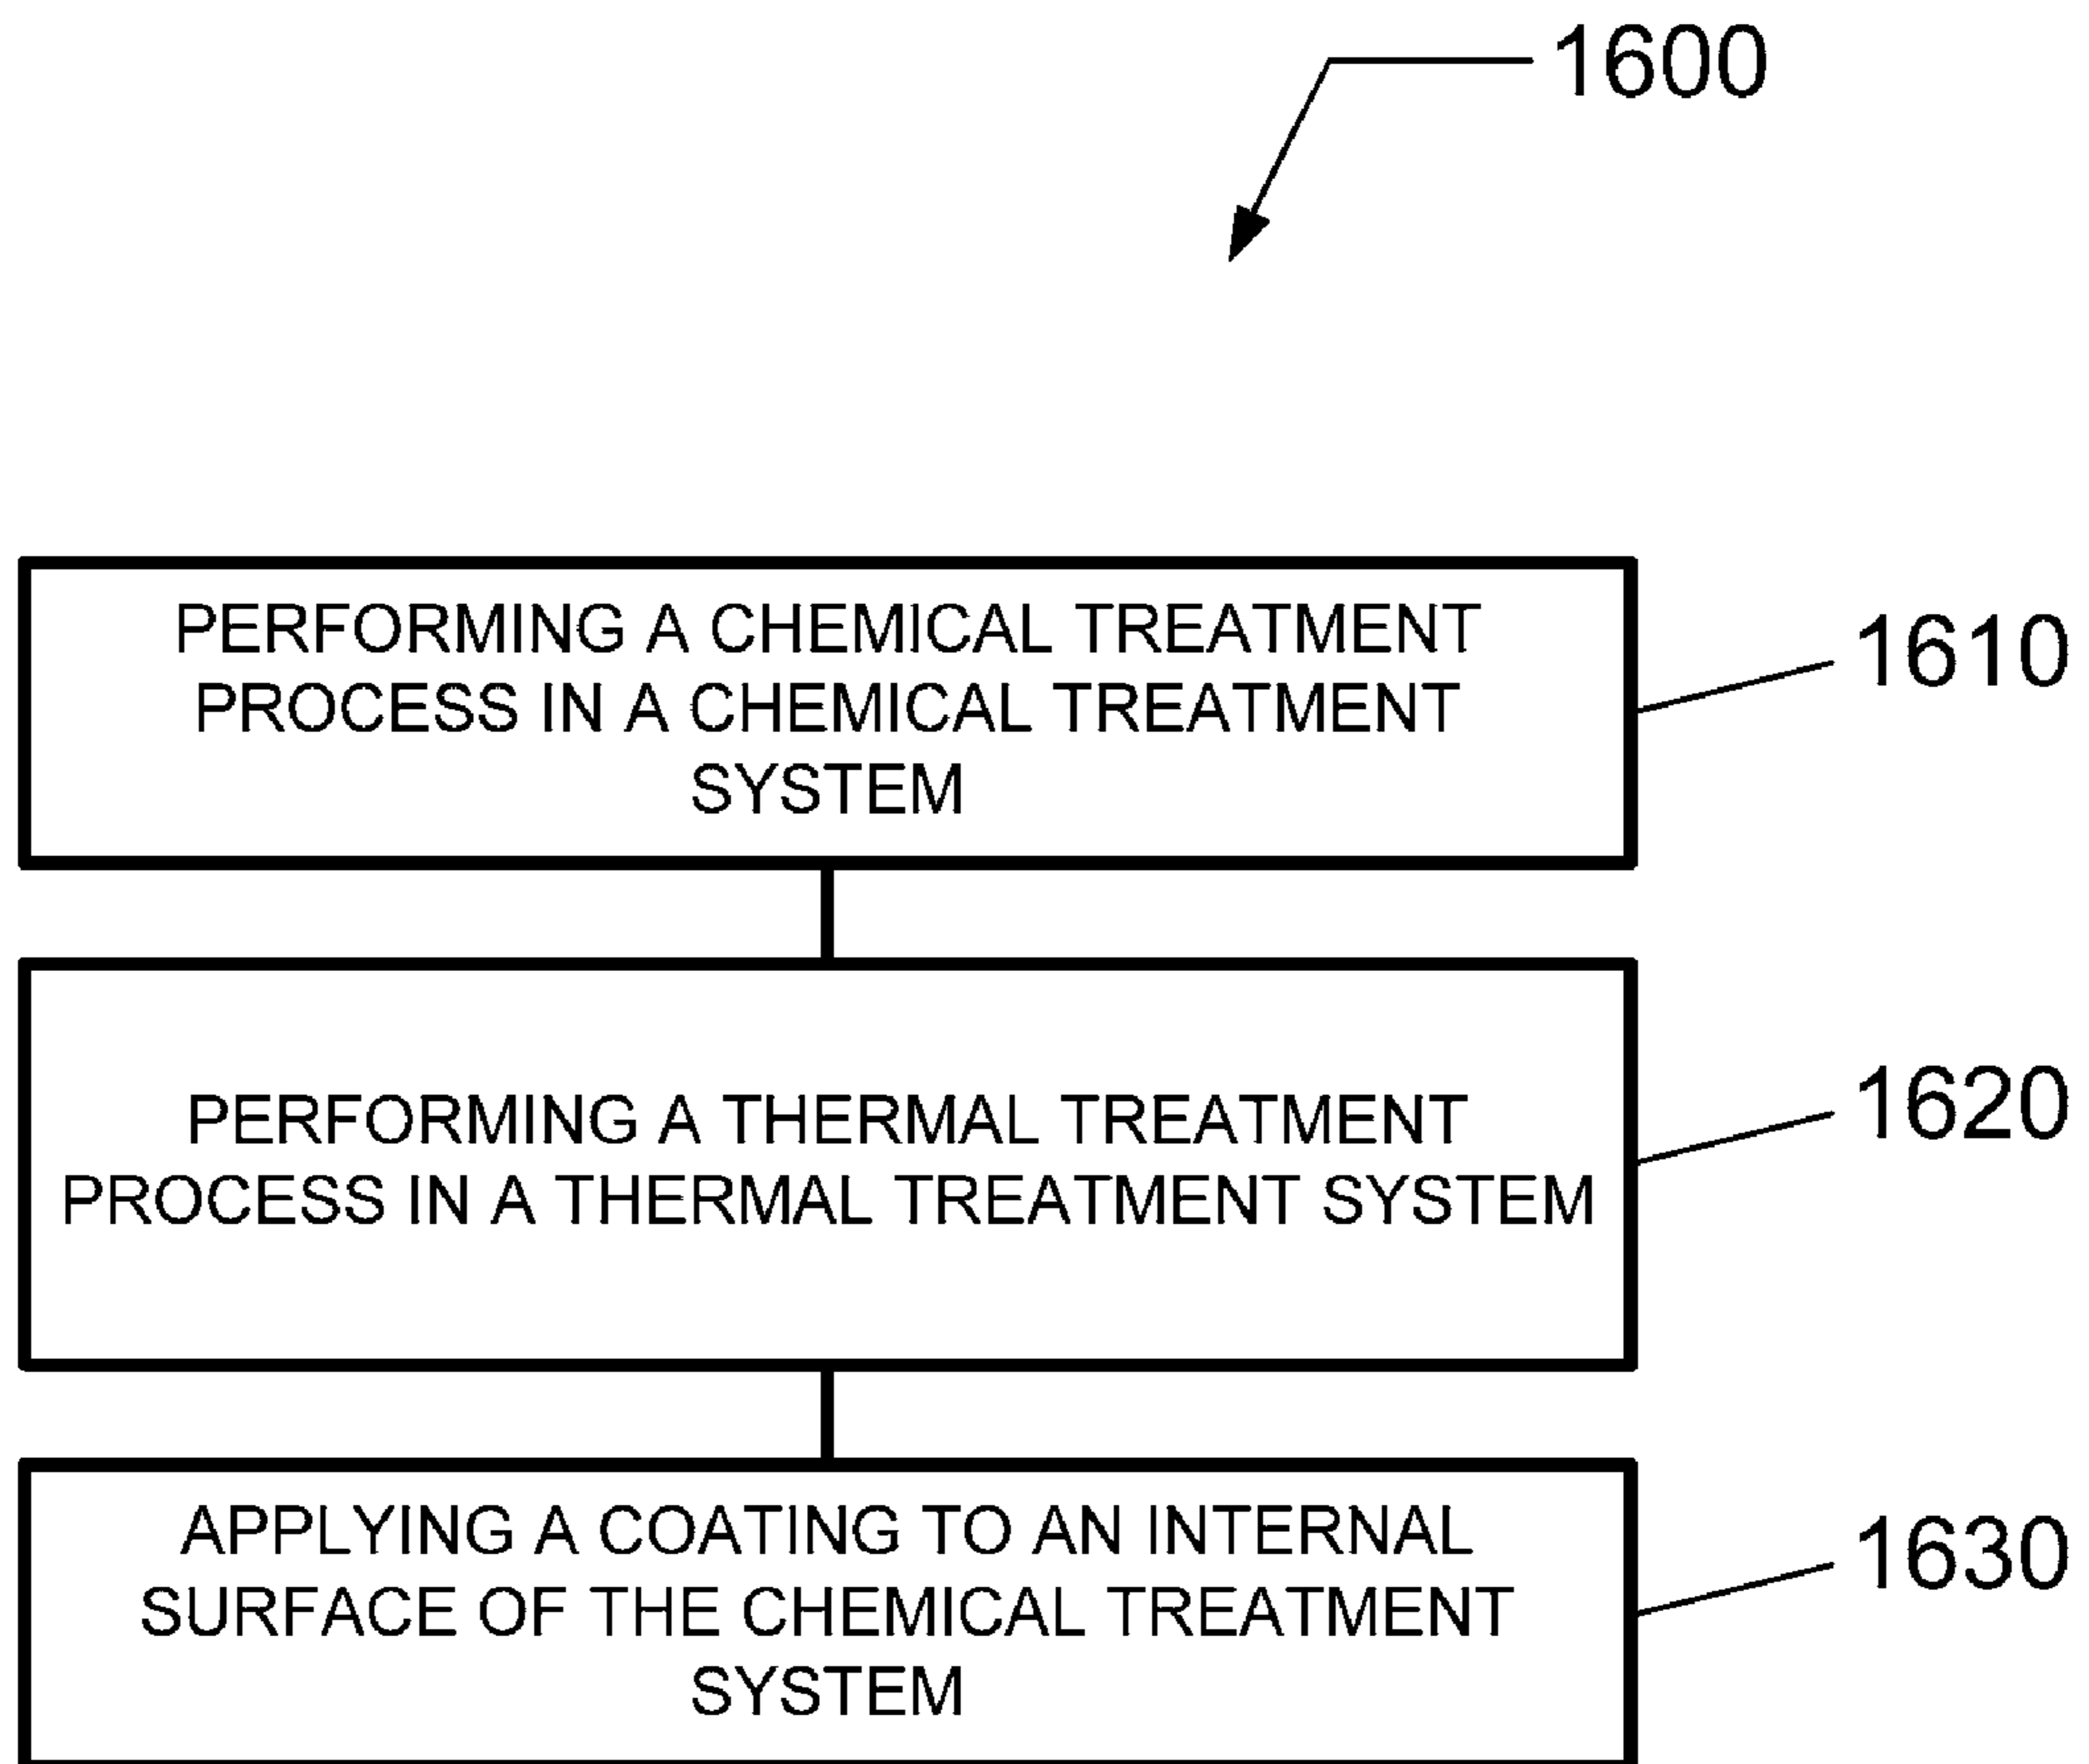 1600
PERFORMING A CHEMICAL TREATMENT
PROCESS IN A CHEMICAL TREATMENT
SYSTEM
1610
PERFORMING A THERMAL TREATMENT
PROCESS IN A THERMAL TREATMENT SYSTEM
1620
APPLYING A COATING TO AN INTERNAL
SURFACE OF THE CHEMICAL TREATMENT
SYSTEM
1630